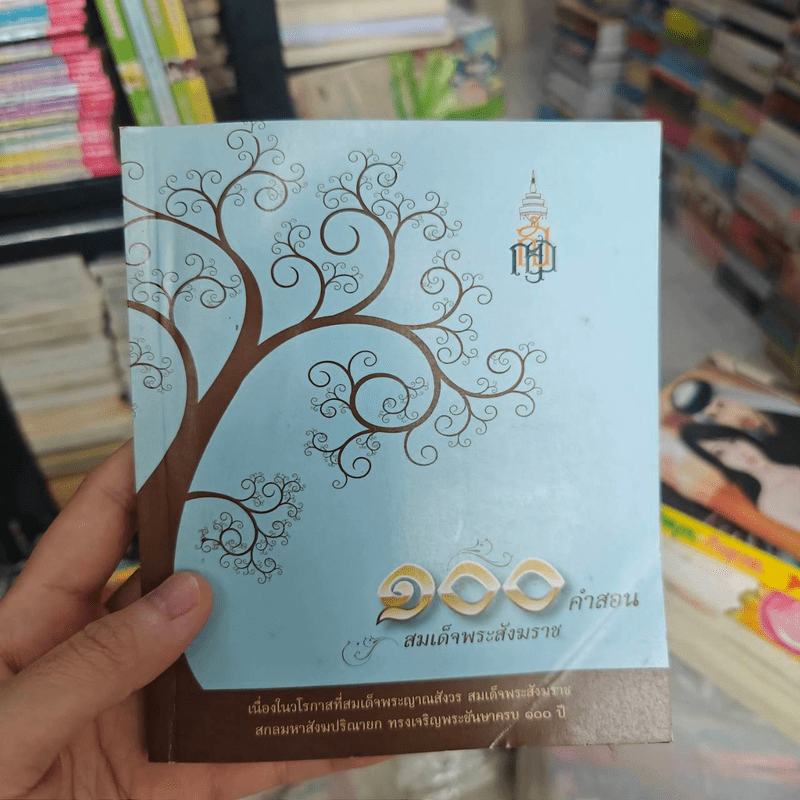 ๑๐๐ คำสอน
สมเด็จพระสังฆราช
เนื่องในวโรกาสที่สมเด็จพระญาณสังวร สมเด็จพระสังฆราช
สกลมหาสังฆปริณายก ทรงเจริญพระชันษาครบ ๑๐๐ ปี